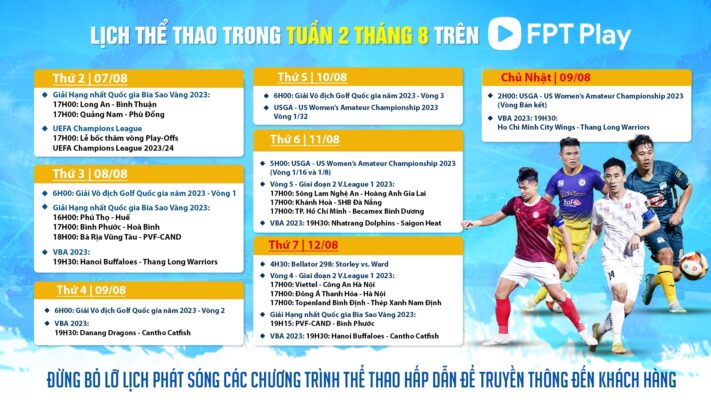 LỊCH THỂ THAO TRONG TUẦN 2 THÁNG 8 TRÊN FPT Play
Thứ 2 | 07/08
Giải Hạng nhất Quốc gia Bia Sao Vàng 2023:
17H00: Long An - Bình Thuận
17H00: Quảng Nam - Phù Đổng
UEFA Champions League
17H00: Lễ bốc thăm vòng Play-Offs
UEFA Champions League 2023/24
Thứ 3 | 08/08
6H00: Giải Vô địch Golf Quốc gia năm 2023 - Vòng 1
Giải Hạng nhất Quốc gia Bia Sao Vàng 2023:
16H00: Phú Thọ - Huế
17H00: Bình Phước - Hoà Bình
18H00: Bà Rịa Vũng Tàu - PVF-CAND
VBA 2023:
19H30: Hanoi Buffaloes - Thang Long Warriors
Thứ 4 | 09/08
6H00: Giải Vô địch Golf Quốc gia năm 2023 - Vòng 2
VBA 2023:
19H30: Danang Dragons - Cantho Catfish
Thứ 5 | 10/08
6H00: Giải Vô địch Golf Quốc gia năm 2023 - Vòng 3
USGA - US Women's Amateur Championship 2023
Vòng 1/32
Thứ 6 | 11/08
5H00: USGA - US Women's Amateur Championship 2023
(Vòng 1/16 và 1/8)
Vòng 5 - Giai đoạn 2 V.League 1 2023:
17H00: Sông Lam Nghệ An - Hoàng Anh Gia Lai
17H00: Khánh Hoà - SHB Đà Nẵng
17H00: TP. Hồ Chí Minh - Becamex Bình Dương
VBA 2023: 19H30: Nhatrang Dolphins - Saigon Heat
Thứ 7 | 12/08
4H30: Bellator 298: Storley vs. Ward
Vòng 4 - Giai đoạn 2 V.League 1 2023:
17H00: Viettel - Công An Hà Nội
17H00: Đông Á Thanh Hóa - Hà Nội
17H00: Topenland Bình Định - Thép Xanh Nam Định
Giải Hạng nhất Quốc gia Bia Sao Vàng 2023:
19H15: PVF-CAND - Bình Phước
VBA 2023: 19H30: Hanoi Buffaloes - Cantho Catfish
Chủ Nhật | 09/08
2H00: USGA - US Women's Amateur Championship 2023
(Vòng Bán kết)
VBA 2023: 19H30:
Ho Chi Minh City Wings - Thang Long Warriors
ĐỪNG BỎ LỠ LỊCH PHÁT SÓNG CÁC CHƯƠNG TRÌNH THỂ THAO HẤP DẪN ĐỂ TRUYỀN THÔNG ĐẾN KHÁCH HÀNG